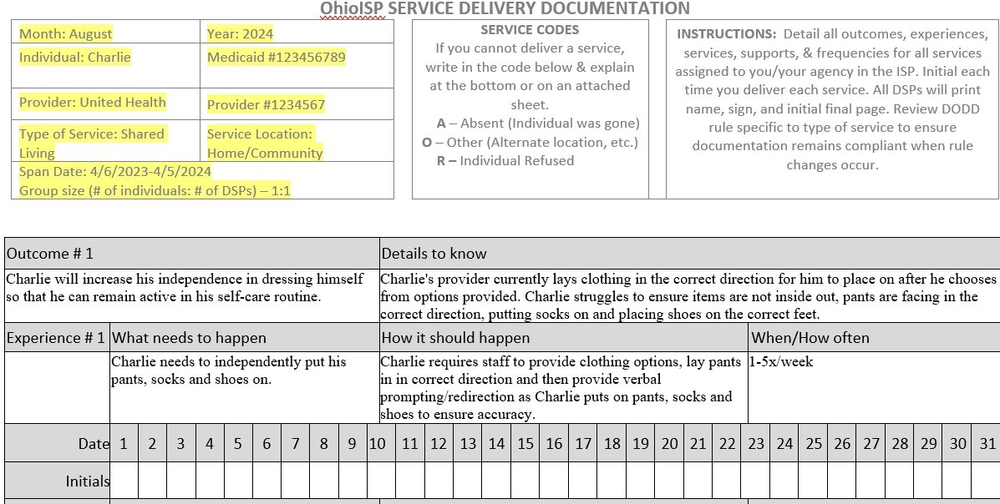 OhioISP SERVICE DELIVERY DOCUMENTATION
Month: August
Year: 2024
Individual: Charlie
Medicaid #123456789
Provider: United Health
Provider #1234567
Type of Service: Shared
Living
Service Location:
Home/Community
Span Date: 4/6/2023-4/5/2024
Group size (# of individuals: # of DSPs) – 1:1
SERVICE CODES
If you cannot deliver a service,
write in the code below & explain
at the bottom or on an attached
sheet.
A – Absent (Individual was gone)
O – Other (Alternate location, etc.)
R – Individual Refused
INSTRUCTIONS: Detail all outcomes, experiences,
services, supports, & frequencies for all services
assigned to you/your agency in the ISP. Initial each
time you deliver each service. All DSPs will print
name, sign, and initial final page. Review DODD
rule specific to type of service to ensure
documentation remains compliant when rule
changes occur.
Outcome # 1
Details to know
Charlie will increase his independence in dressing himself
so that he can remain active in his self-care routine.
Charlie's provider currently lays clothing in the correct direction for him to place on after he chooses
from options provided. Charlie struggles to ensure items are not inside out, pants are facing in the
correct direction, putting socks on and placing shoes on the correct feet.
Experience # 1
What needs to happen
How it should happen
When/How often
Charlie needs to independently put his
pants, socks and shoes on.
Charlie requires staff to provide clothing options, lay pants
in in correct direction and then provide verbal
prompting/redirection as Charlie puts on pants, socks and
shoes to ensure accuracy.
1-5x/week
Date 1 2 3 4 5 6 7 8 9 10 11 12 13 14 15 16 17 18 19 20 21 22 23 24 25 26 27 28 29 30 31
Initials